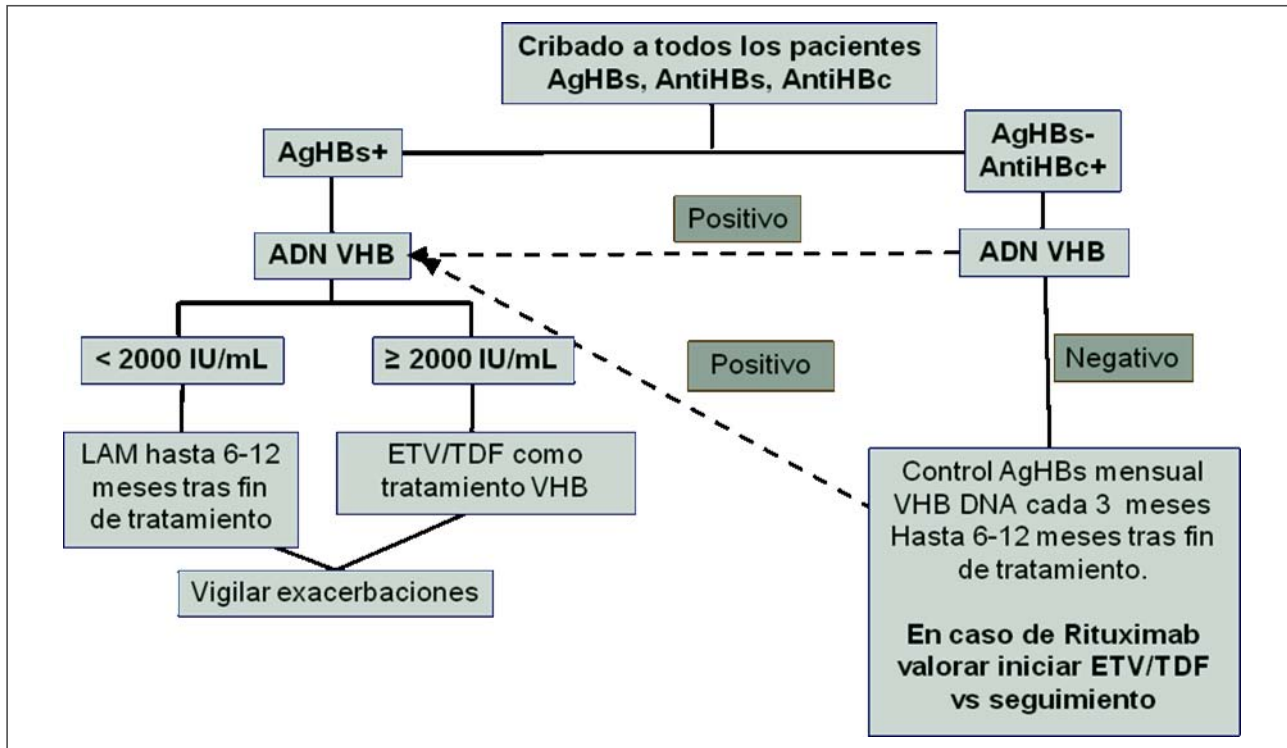 Cribado a todos los pacientes
AgHBs, AntiHBs, AntiHBc
AgHBs+
AgHBs-
AntiHBc+
Positivo
ADN VHB
ADN VHB
< 2000 IU/mL
≥ 2000 IU/mL
Positivo
Negativo
LAM hasta 6-12
meses tras fin
de tratamiento
ETV/TDF como
tratamiento VHB
Vigilar exacerbaciones
Control AgHBs mensual
VHB DNA cada 3 meses
Hasta 6-12 meses tras fin
de tratamiento.
En caso de Rituximab
valorar iniciar ETV/TDF
vs seguimiento